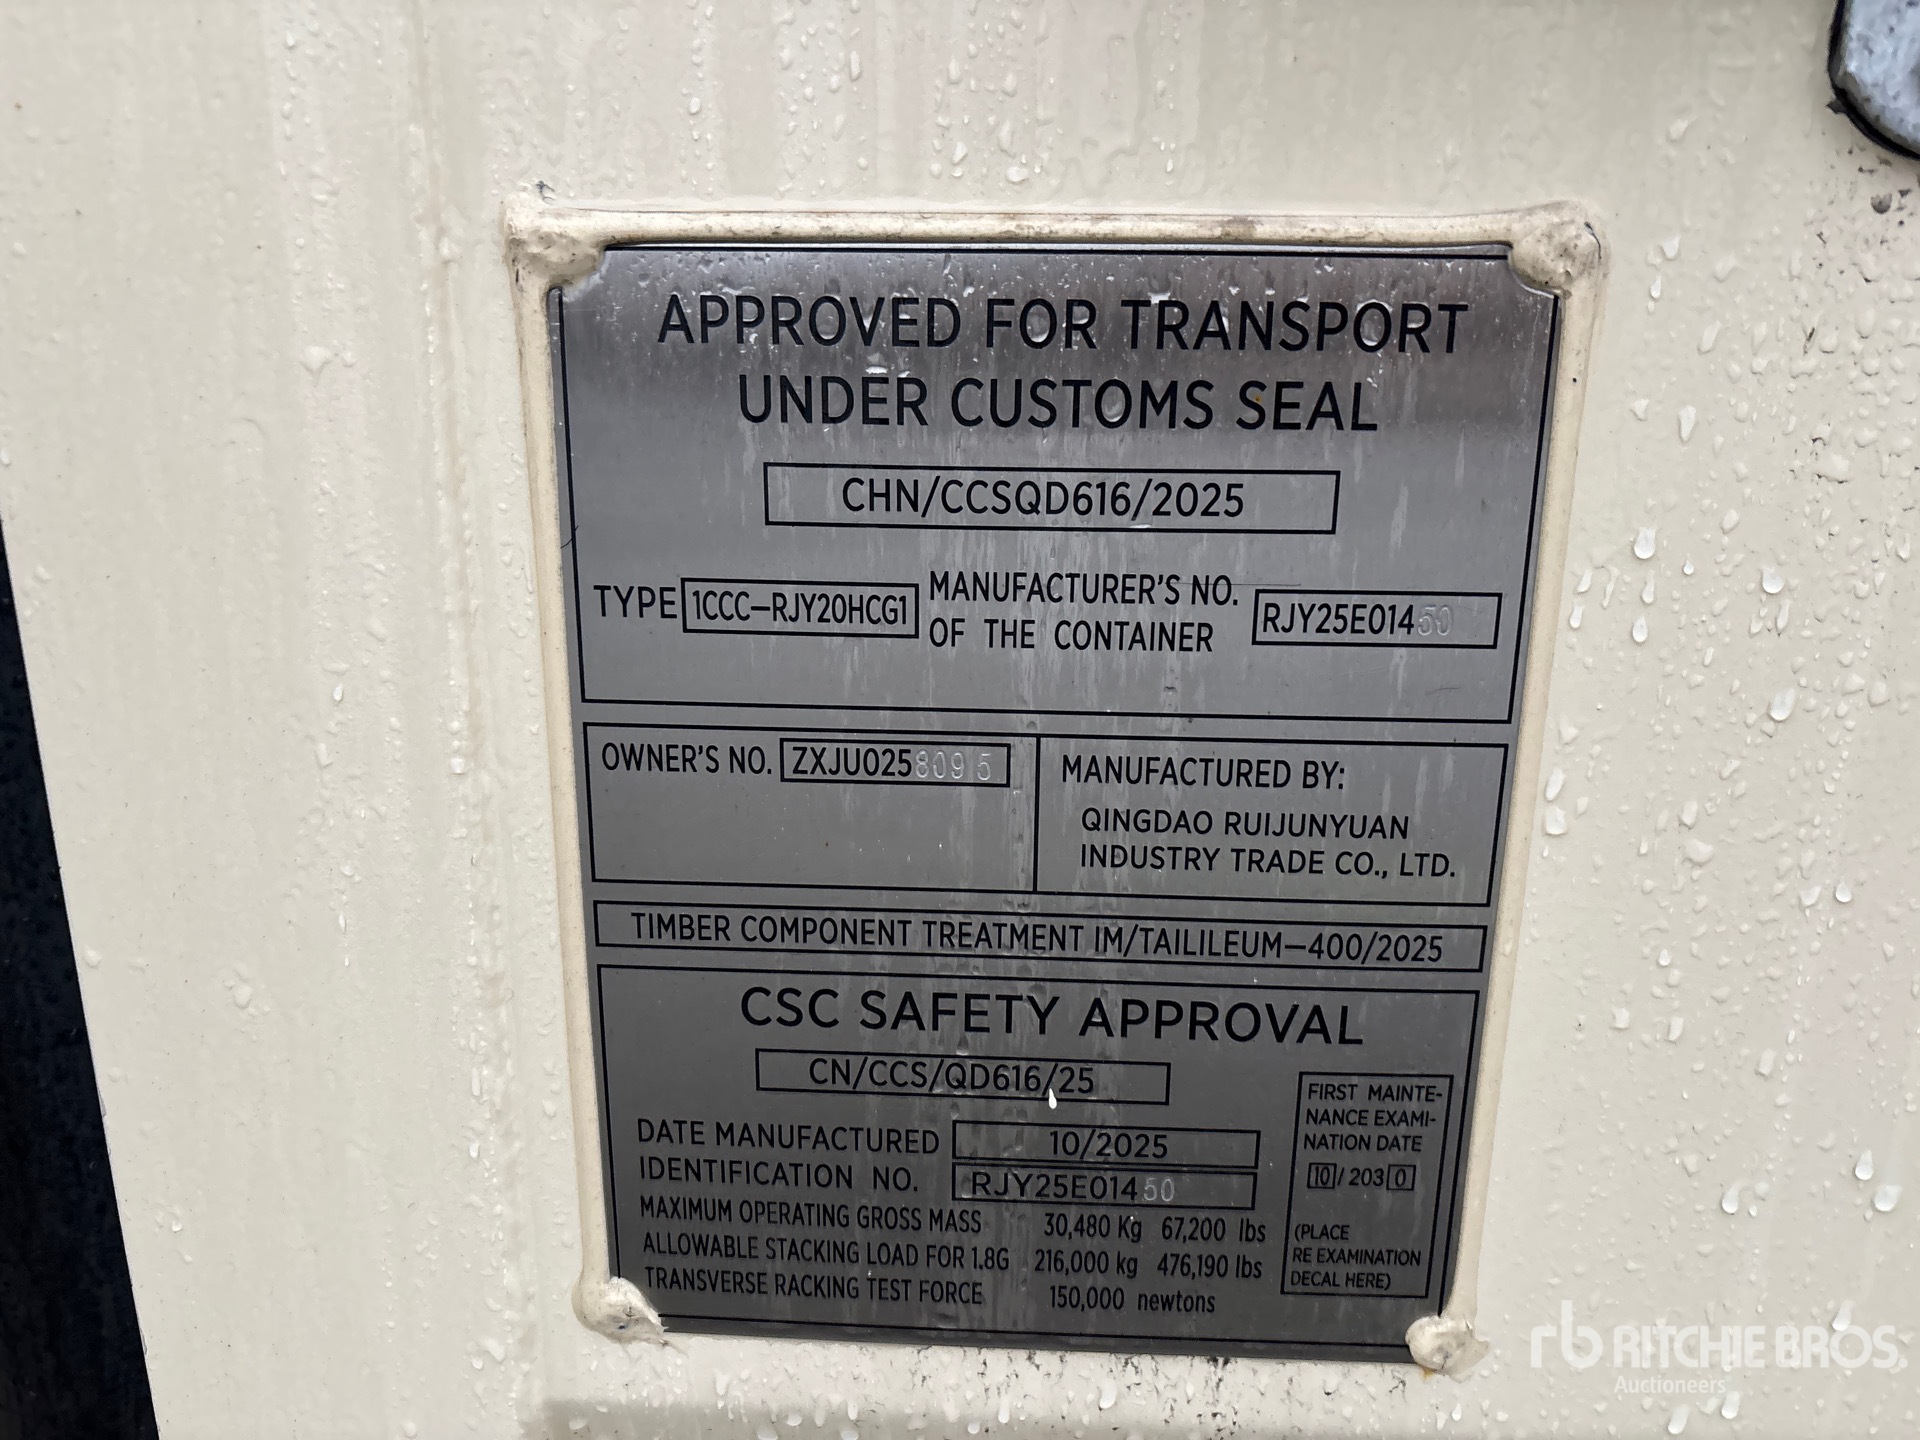 APPROVED FOR TRANSPORT
UNDER CUSTOMS SEAL
CHN/CCSQD616/2025
TYPE 1CCC-RJY20HCG1 MANUFACTURER'S NO. OF THE CONTAINER RJY25E01450
OWNER'S NO. ZXJU0258095
MANUFACTURED BY:
QINGDAO RUIJUNYUAN
INDUSTRY TRADE CO., LTD.
TIMBER COMPONENT TREATMENT IM/TAILILEUM-400/2025
CSC SAFETY APPROVAL
CN/CCS/QD616/25
DATE MANUFACTURED 10/2025
IDENTIFICATION NO. RJY25E01450
MAXIMUM OPERATING GROSS MASS 30,480 Kg 67,200 lbs
ALLOWABLE STACKING LOAD FOR 1.8G 216,000 kg 476,190 lbs
TRANSVERSE RACKING TEST FORCE 150,000 newtons
FIRST MAINTE-
NANCE EXAMI-
NATION DATE
10/2030
(PLACE
RE EXAMINATION
DECAL HERE)
rb RITCHIE BROS.
Auctioneers